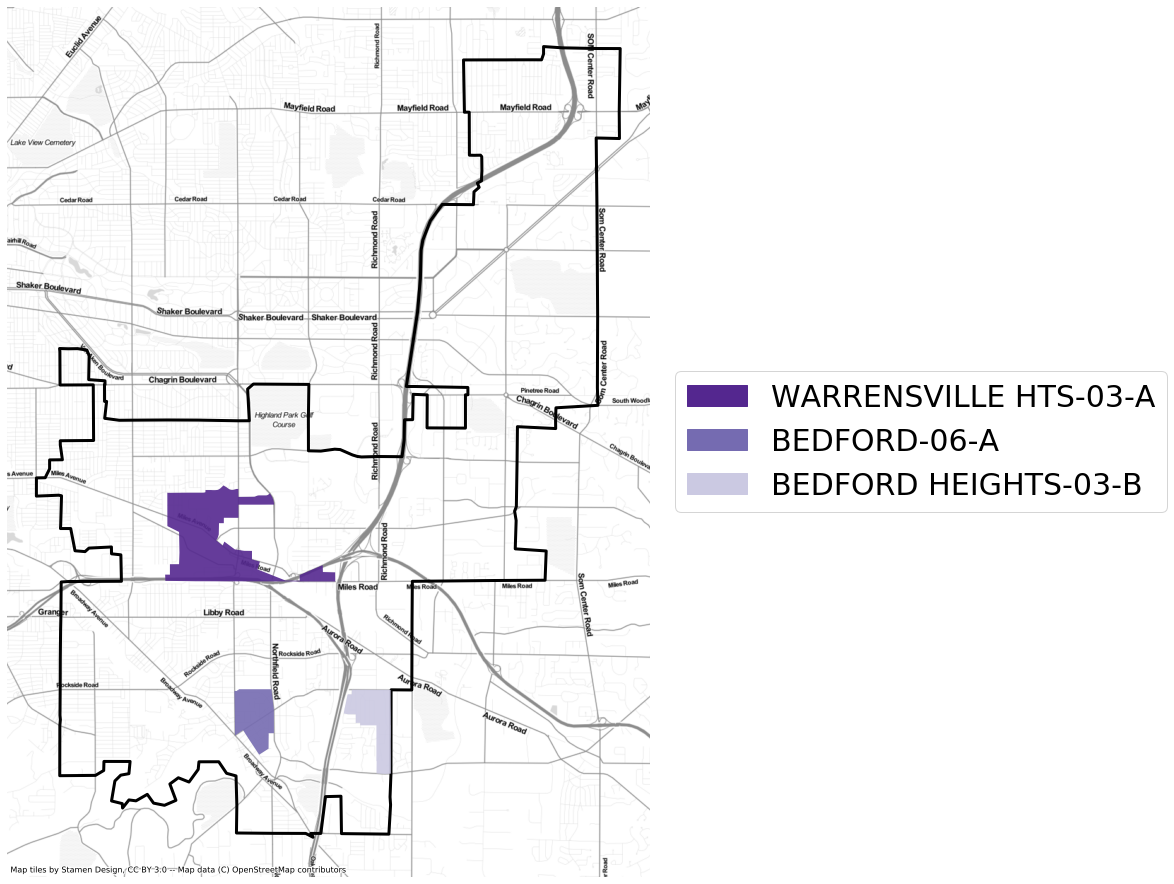 Euclid Avenue
Richmond Road
SOM Center Road
Mayfield Road
Mayfield Road
Mayfield Road
Lake View Cemetery
Cedar Road
Cedar Road
Cedar Road
Cedar Road
Richmond Road
Som Center Road
Shaker Boulevard
Shaker Boulevard
Shaker Boulevard
Shaker Boulevard
Richmond Road
Som Center Road
Chagrin Boulevard
Pinetree Road
Chagrin Boulevard
Highland Park Golf
Course
Richmond Road
Miles Avenue
Miles Avenue
Richmond Road
Miles Road
Miles Road
Miles Road
Miles Road
Miles Road
Som Center Road
Broadway Avenue
Granger
Libby Road
Richmond Road
Aurora Road
Northfield Road
Rockside Road
Rockside Road
Rockside Road
Broadway Avenue
Aurora Road
Aurora Road
Broadway Avenue
WARRENSVILLE HTS-03-A
BEDFORD-06-A
BEDFORD HEIGHTS-03-B
Map tiles by Stamen Design, CC BY 3.0 -- Map data (C) OpenStreetMap contributors